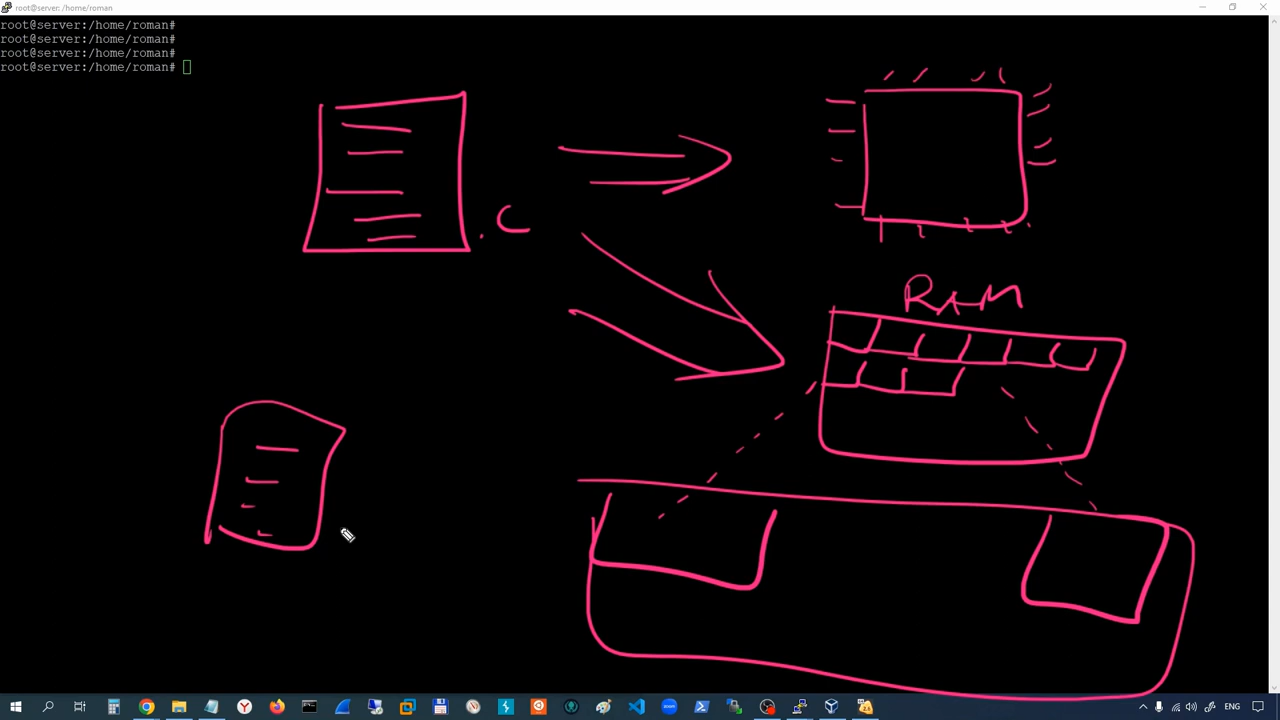 root@server: /home/roman
root@server:/home/roman#
root@server:/home/roman#
root@server:/home/roman#
root@server:/home/roman#
.C
RAM
ENG